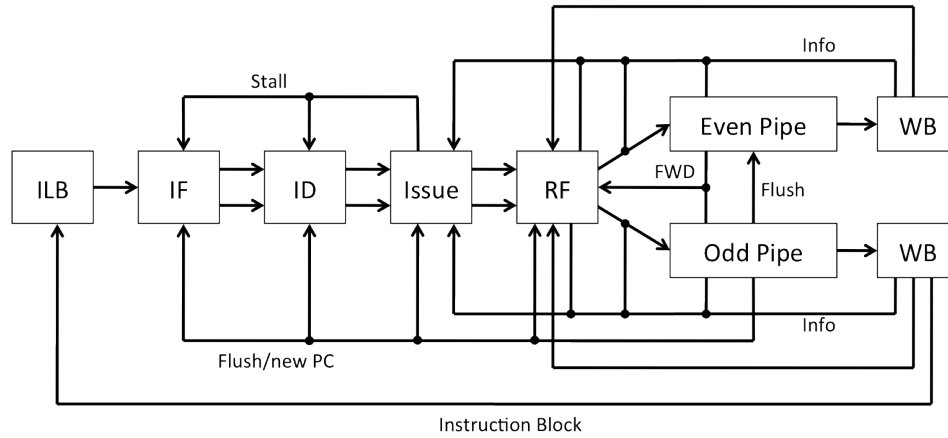 Info
Stall
Even Pipe
WB
ILB
IF
ID
Issue
RF
FWD
Flush
Odd Pipe
WB
Info
Flush/new PC
Instruction Block